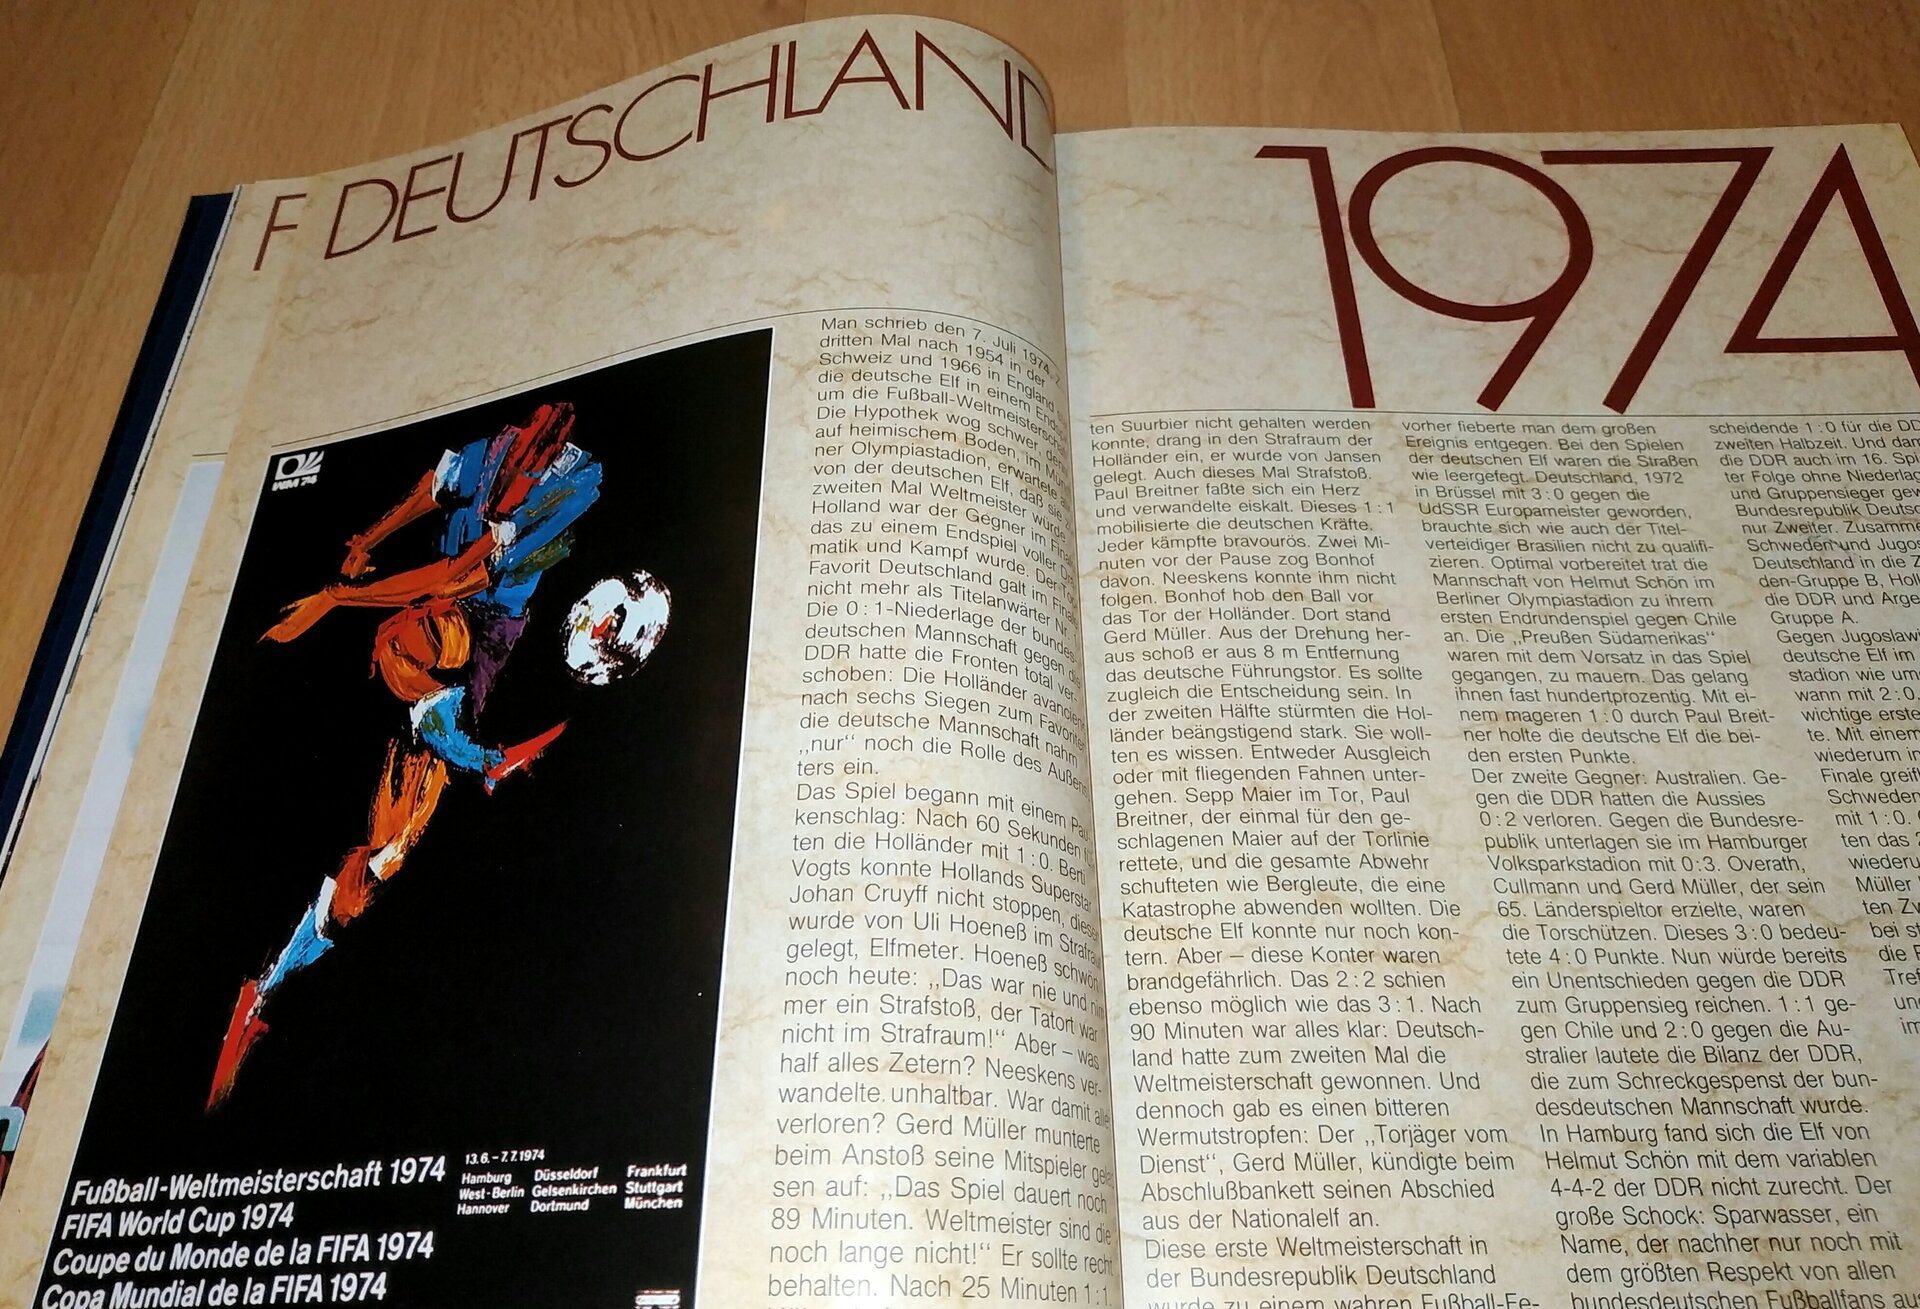 F DEUTSCHLAND
1974
WM 74
Fußball-Weltmeisterschaft 1974
FIFA World Cup 1974
Coupe du Monde de la FIFA 1974
Copa Mundial de la FIFA 1974
13.6. – 7.7.1974
Hamburg Düsseldorf Frankfurt
West-Berlin Gelsenkirchen Stuttgart
Hannover Dortmund München
Man schrieb den 7. Juli 1974.
dritten Mal nach 1954 in der
Schweiz und 1966 in England
die deutsche Elf in einem
um die Fußball-Weltmeisterschaft
Die Hypothek wog schwer, denn
auf heimischem Boden, im
ner Olympiastadion, erwartete
von der deutschen Elf, daß sie
zweiten Mal Weltmeister würde.
Holland war der Gegner im
das zu einem Endspiel voller
matik und Kampf wurde. Der
Favorit Deutschland galt im Finale
nicht mehr als Titelanwärter Nr.
Die 0:1-Niederlage der bundes-
deutschen Mannschaft gegen die
DDR hatte die Fronten total ver-
schoben: Die Holländer avancierten
nach sechs Siegen zum Favoriten,
die deutsche Mannschaft nahm
„nur“ noch die Rolle des
ters ein.
Das Spiel begann mit einem Pau-
kenschlag: Nach 60 Sekunden
ten die Holländer mit 1:0. Berti
Vogts konnte Hollands Superstar
Johan Cruyff nicht stoppen, dieser
wurde von Uli Hoeneß im Strafraum
gelegt, Elfmeter. Hoeneß schwört
noch heute: „Das war nie und nim-
mer ein Strafstoß, der Tatort war
nicht im Strafraum!“ Aber – was
half alles Zetern? Neeskens ver-
wandelte unhaltbar. War damit alles
verloren? Gerd Müller munterte
beim Anstoß seine Mitspieler
sen auf: „Das Spiel dauert noch
89 Minuten. Weltmeister sind die
noch lange nicht!“ Er sollte recht
behalten. Nach 25 Minuten 1:1.
ten Suurbier nicht gehalten werden
konnte, drang in den Strafraum der
Holländer ein, er wurde von Jansen
gelegt. Auch dieses Mal Strafstoß.
Paul Breitner faßte sich ein Herz
und verwandelte eiskalt. Dieses 1:1
mobilisierte die deutschen Kräfte.
Jeder kämpfte bravourös. Zwei Mi-
nuten vor der Pause zog Bonhof
davon. Neeskens konnte ihm nicht
folgen. Bonhof hob den Ball vor
das Tor der Holländer. Dort stand
Gerd Müller. Aus der Drehung her-
aus schoß er aus 8 m Entfernung
das deutsche Führungstor. Es sollte
zugleich die Entscheidung sein. In
der zweiten Hälfte stürmten die Hol-
länder beängstigend stark. Sie woll-
ten es wissen. Entweder Ausgleich
oder mit fliegenden Fahnen unter-
gehen. Sepp Maier im Tor, Paul
Breitner, der einmal für den ge-
schlagenen Maier auf der Torlinie
rettete, und die gesamte Abwehr
schufteten wie Bergleute, die eine
Katastrophe abwenden wollten. Die
deutsche Elf konnte nur noch kon-
tern. Aber – diese Konter waren
brandgefährlich. Das 2:2 schien
ebenso möglich wie das 3:1. Nach
90 Minuten war alles klar: Deutsch-
land hatte zum zweiten Mal die
Weltmeisterschaft gewonnen. Und
dennoch gab es einen bitteren
Wermutstropfen: Der „Torjäger vom
Dienst“, Gerd Müller, kündigte beim
Abschlußbankett seinen Abschied
aus der Nationalelf an.
Diese erste Weltmeisterschaft in
der Bundesrepublik Deutschland
wurde zu einem wahren Fußball-Fe-
vorher fieberte man dem großen
Ereignis entgegen. Bei den Spielen
der deutschen Elf waren die Straßen
wie leergefegt. Deutschland, 1972
in Brüssel mit 3:0 gegen die
UdSSR Europameister geworden,
brauchte sich wie auch der Titel-
verteidiger Brasilien nicht zu qualifi-
zieren. Optimal vorbereitet trat die
Mannschaft von Helmut Schön im
Berliner Olympiastadion zu ihrem
ersten Endrundenspiel gegen Chile
an. Die „Preußen Südamerikas“
waren mit dem Vorsatz in das Spiel
gegangen, zu mauern. Das gelang
ihnen fast hundertprozentig. Mit ei-
nem mageren 1:0 durch Paul Breit-
ner holte die deutsche Elf die bei-
den ersten Punkte.
Der zweite Gegner: Australien. Ge-
gen die DDR hatten die Aussies
0:2 verloren. Gegen die Bundesre-
publik unterlagen sie im Hamburger
Volksparkstadion mit 0:3. Overath,
Cullmann und Gerd Müller, der sein
65. Länderspieltor erzielte, waren
die Torschützen. Dieses 3:0 bedeu-
tete 4:0 Punkte. Nun würde bereits
ein Unentschieden gegen die DDR
zum Gruppensieg reichen. 1:1 ge-
gen Chile und 2:0 gegen die Au-
stralier lautete die Bilanz der DDR,
die zum Schreckgespenst der bun-
desdeutschen Mannschaft wurde.
In Hamburg fand sich die Elf von
Helmut Schön mit dem variablen
4-4-2 der DDR nicht zurecht. Der
große Schock: Sparwasser, ein
Name, der nachher nur noch mit
dem größten Respekt von allen
bundesdeutschen Fußballfans
scheidende 1:0 für die DD
zweiten Halbzeit. Und dam
die DDR auch im 16. Spi
ter Folge ohne Niederlag
und Gruppensieger gew
Bundesrepublik Deutsc
nur Zweiter. Zusamme
Schweden und Jugos
Deutschland in die Z
den-Gruppe B, Holl
die DDR und Arge
Gruppe A.
Gegen Jugoslawi
deutsche Elf im
stadion wie um
wann mit 2:0.
wichtige erste
te. Mit einem
wiederum in
Finale greif
Schweden
mit 1:0.
ten das 2
wiederu
Müller
ten Zw
bei st
die
Tref
und
im